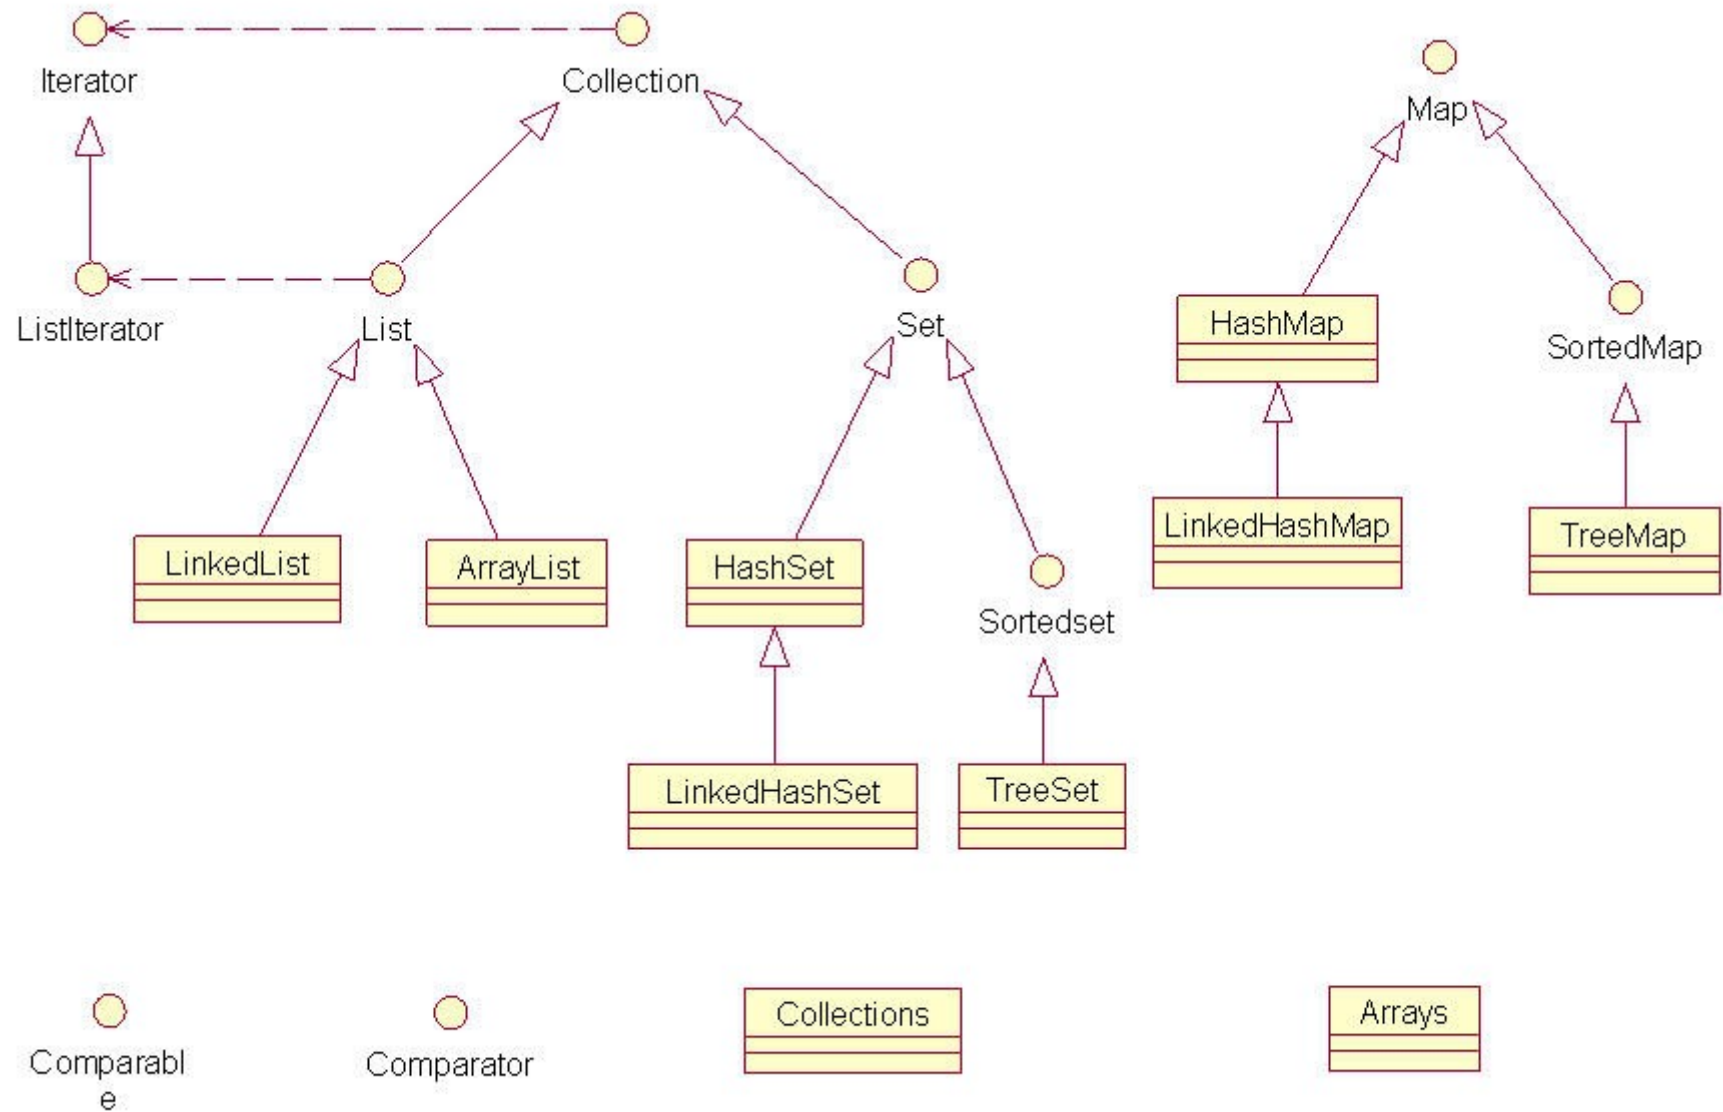 Iterator
Collection
Map
ListIterator
List
Set
HashMap
SortedMap
LinkedList
ArrayList
HashSet
Sortedset
LinkedHashMap
TreeMap
LinkedHashSet
TreeSet
Comparabl
e
Comparator
Collections
Arrays